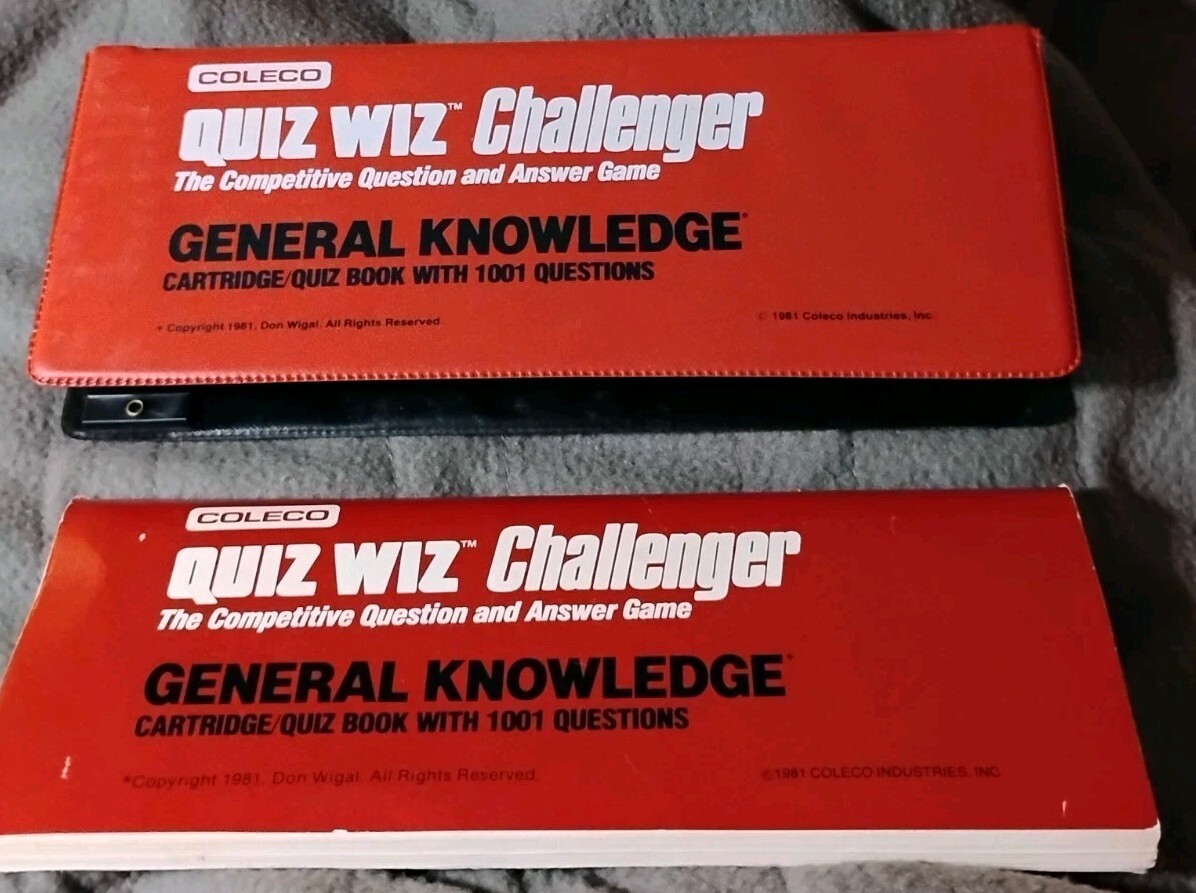 COLECO
QUIZ WIZ™ Challenger
The Competitive Question and Answer Game
GENERAL KNOWLEDGE*
CARTRIDGE/QUIZ BOOK WITH 1001 QUESTIONS
* Copyright 1981, Don Wigal. All Rights Reserved © 1981 Coleco Industries, Inc.
COLECO
QUIZ WIZ™ Challenger
The Competitive Question and Answer Game
GENERAL KNOWLEDGE*
CARTRIDGE/QUIZ BOOK WITH 1001 QUESTIONS
*Copyright 1981, Don Wigal. All Rights Reserved. ©1981 COLECO INDUSTRIES, INC